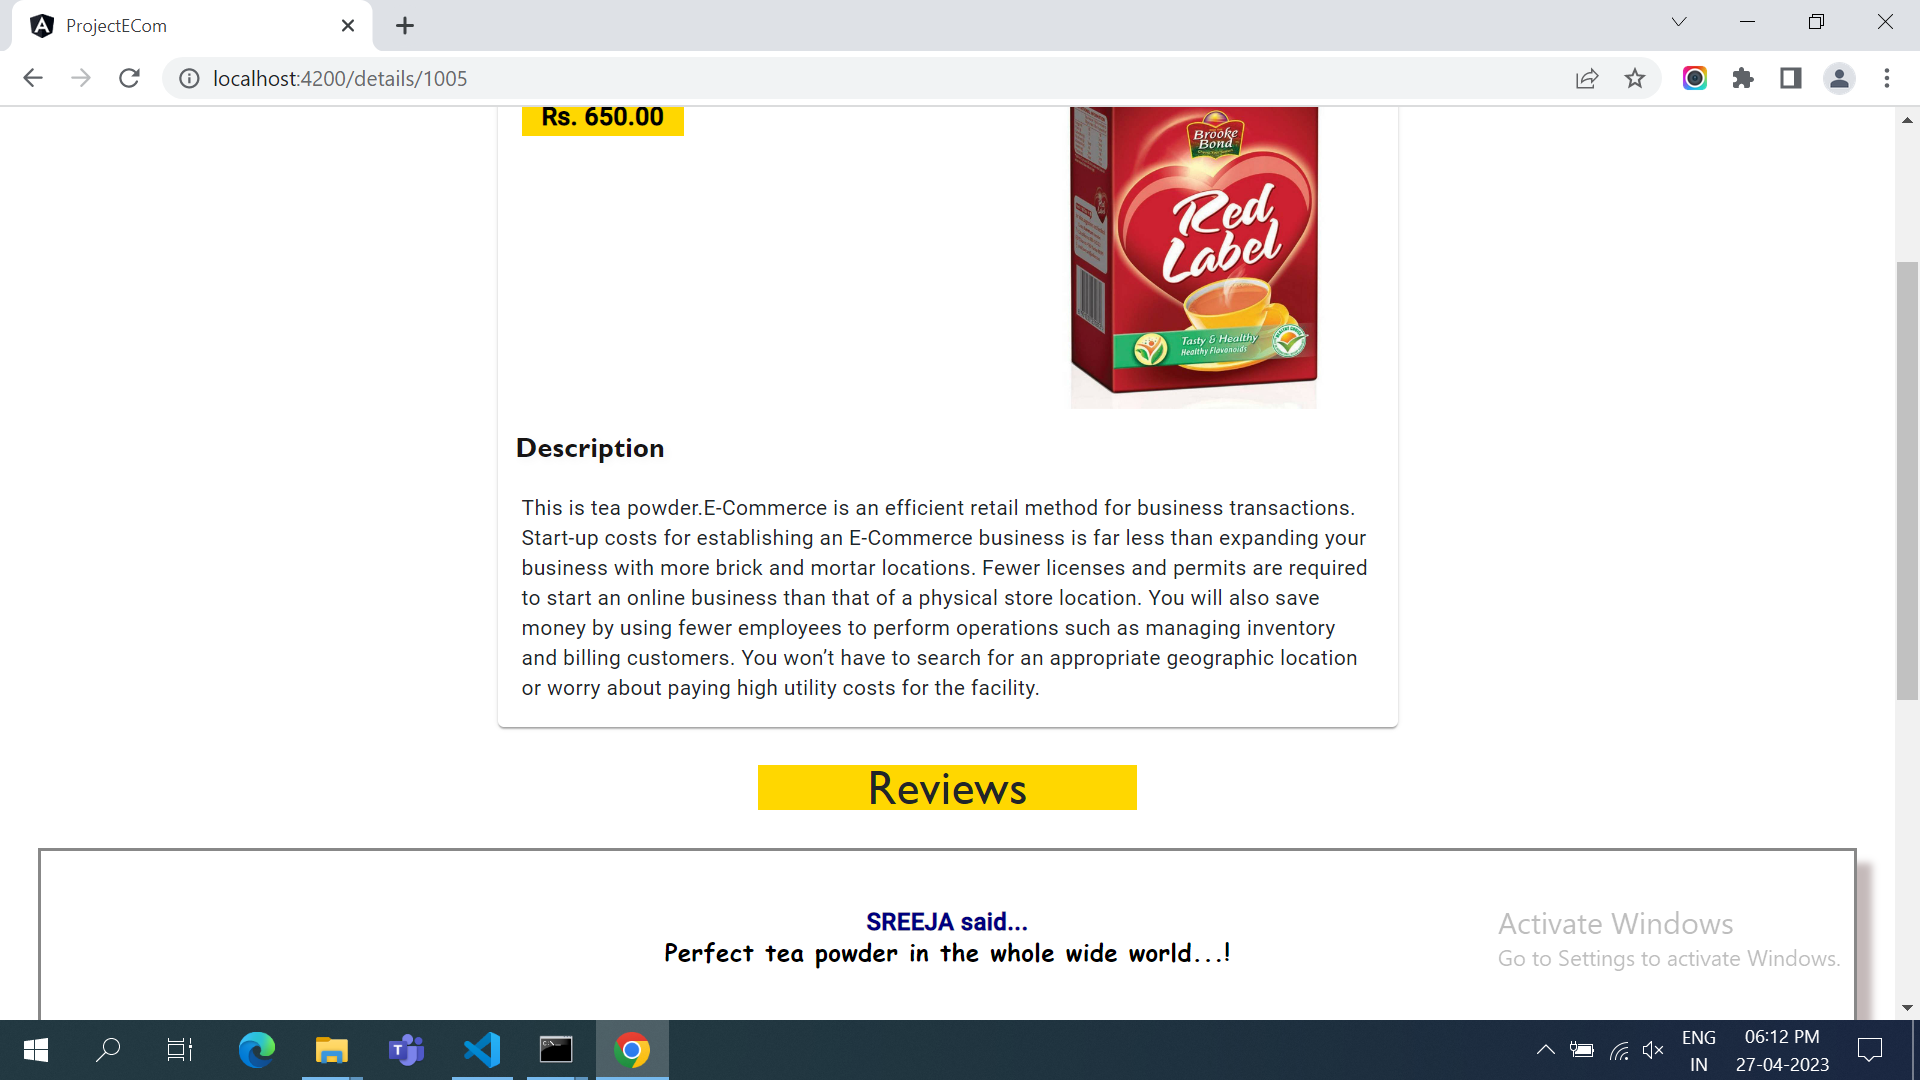 ProjectECom
localhost:4200/details/1005
Rs. 650.00
Brooke
Bond
Red
Label
Tasty & Healthy
Healthy Flavonoids
Description
This is tea powder.E-Commerce is an efficient retail method for business transactions.
Start-up costs for establishing an E-Commerce business is far less than expanding your
business with more brick and mortar locations. Fewer licenses and permits are required
to start an online business than that of a physical store location. You will also save
money by using fewer employees to perform operations such as managing inventory
and billing customers. You won’t have to search for an appropriate geographic location
or worry about paying high utility costs for the facility.
Reviews
SREEJA said...
Perfect tea powder in the whole wide world...!
Activate Windows
Go to Settings to activate Windows.
ENG
IN
06:12 PM
27-04-2023